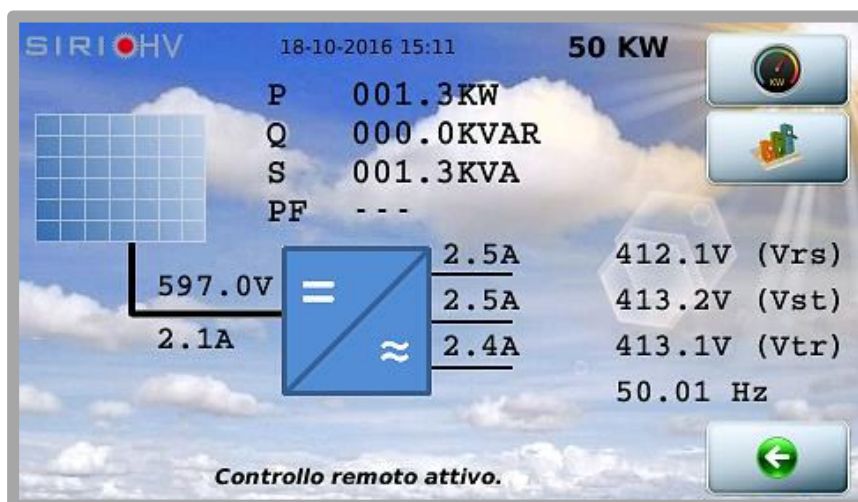 SIRIO HV 18-10-2016 15:11 50 KW
KW
P 001.3KW
Q 000.0KVAR
S 001.3KVA
PF ---
2.5A 412.1V (Vrs)
597.0V
2.5A 413.2V (Vst)
2.1A 2.4A 413.1V (Vtr)
50.01 Hz
Controllo remoto attivo.